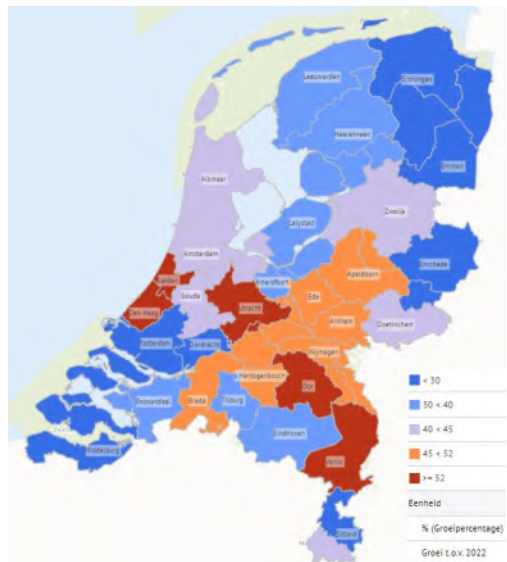 Leeuwarden
Groningen
Heerenveen
Emmen
Alkmaar
Zwolle
Lelystad
Amsterdam
Enschede
Apeldoorn
Leiden
Amersfoort
Gouda
Utrecht
Ede
Den Haag
Arnhem
Doetinchem
Rotterdam
Dordrecht
Nijmegen
s Hertogenbosch
Oss
Roosendaal
Breda
Tilburg
Eindhoven
Middelburg
Venlo
Sittard
< 30
30 < 40
40 < 45
45 < 52
>= 52
Eenheid
% (Groeipercentage)
Groei t.o.v. 2022